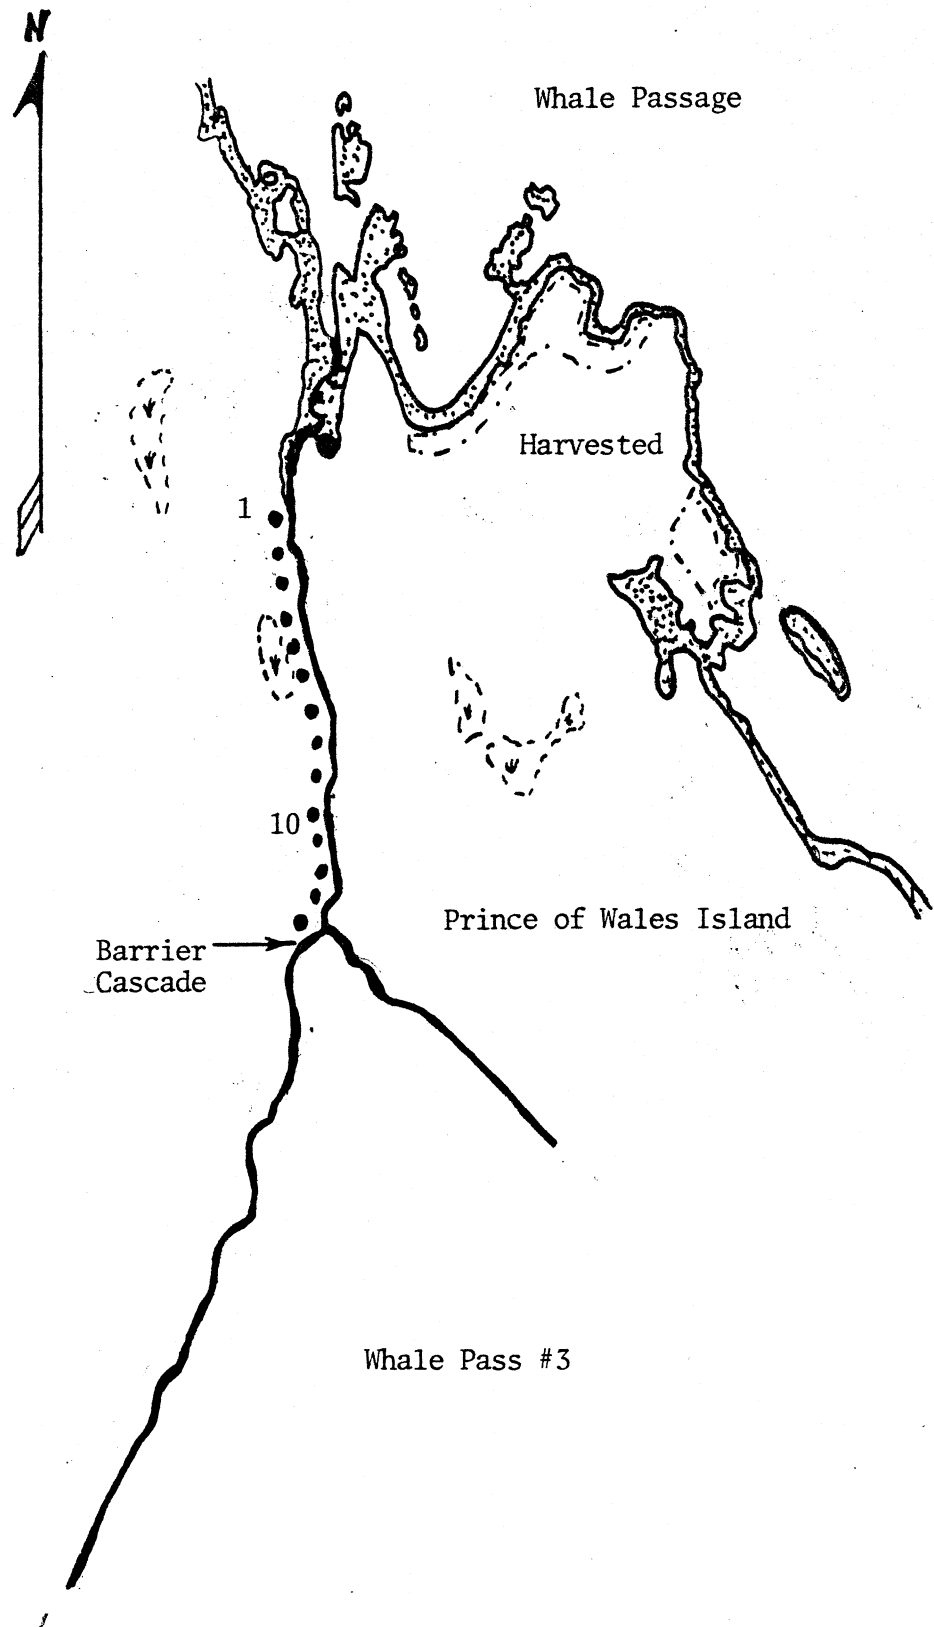 N
Whale Passage
Harvested
1
10
Prince of Wales Island
Barrier
Cascade
Whale Pass #3